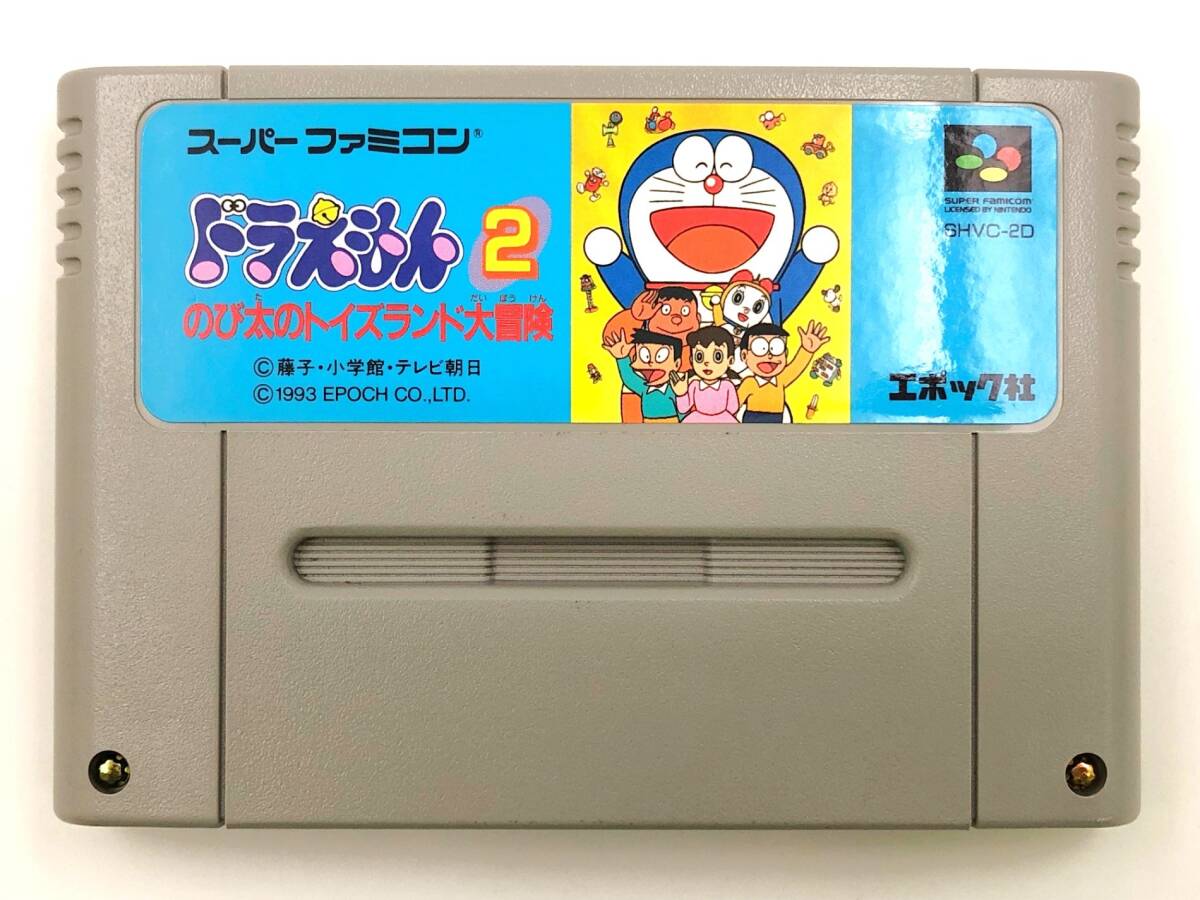 スーパーファミコン®
ドラえもん2
のび太のトイズランド大冒険
た だい ぼう けん
©藤子・小学館・テレビ朝日
©1993 EPOCH CO.,LTD.
SUPER FAMICOM
LICENSED BY NINTENDO
SHVC-2D
エポック社